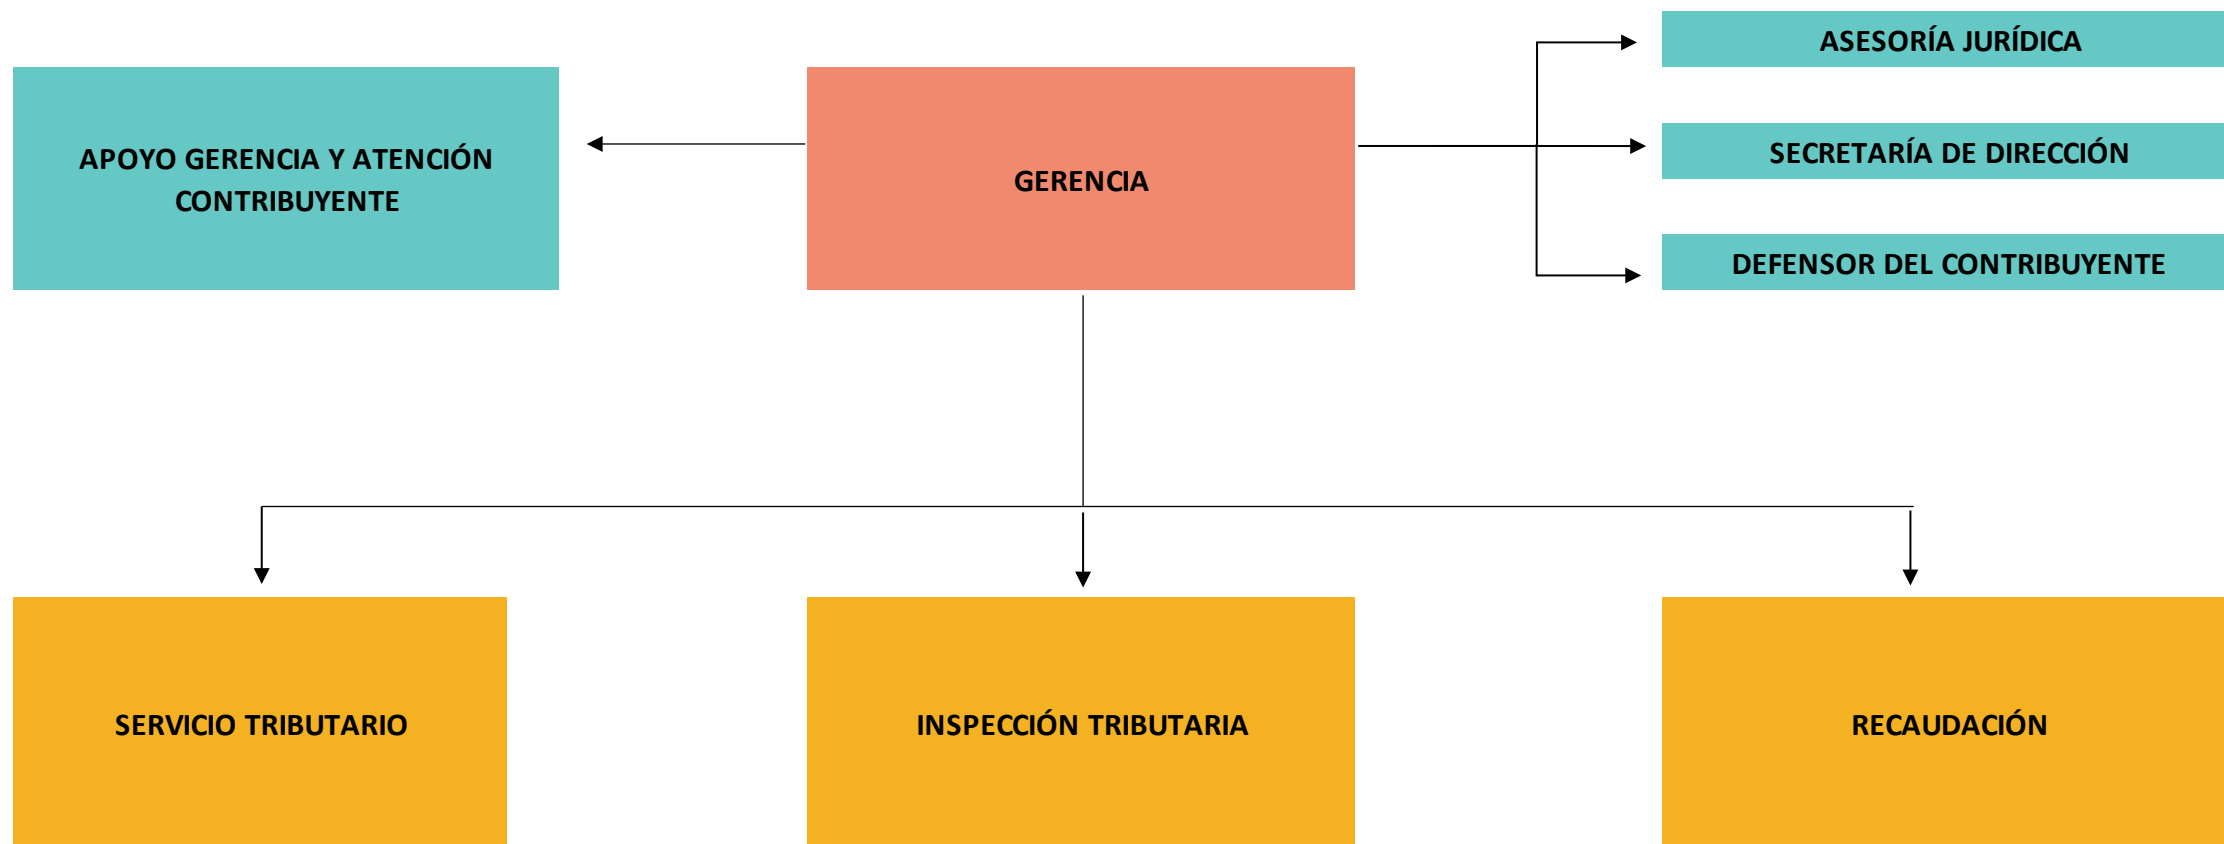 ASESORÍA JURÍDICA
APOYO GERENCIA Y ATENCIÓN
CONTRIBUYENTE
GERENCIA
SECRETARÍA DE DIRECCIÓN
DEFENSOR DEL CONTRIBUYENTE
SERVICIO TRIBUTARIO
INSPECCIÓN TRIBUTARIA
RECAUDACIÓN